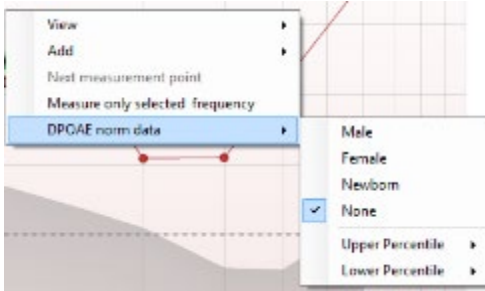 View
Add
Next measurement point
Measure only selected frequency
DPOAE norm data
Male
Female
Newborn
None
Upper Percentile
Lower Percentile